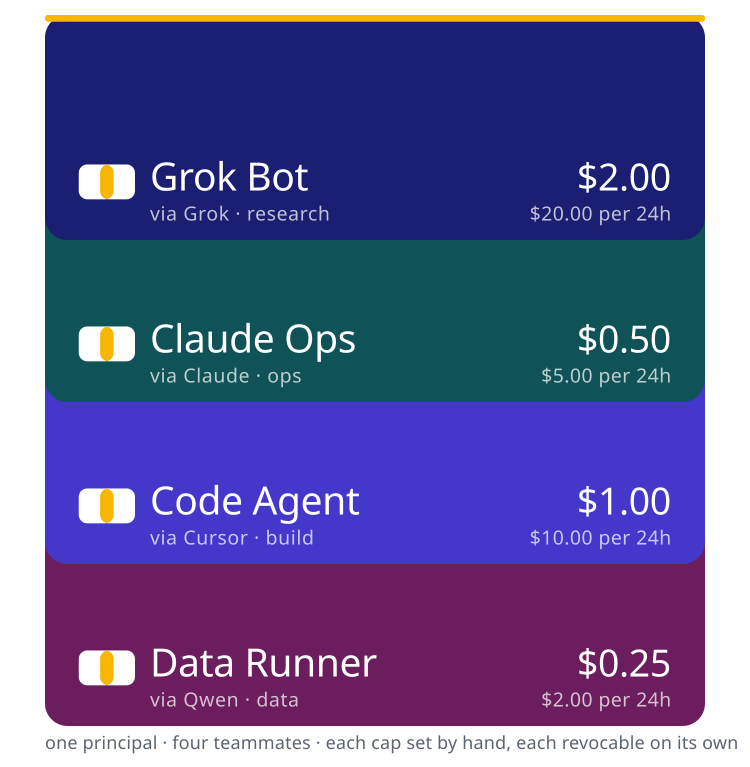 Grok Bot $2.00
via Grok · research $20.00 per 24h
Claude Ops $0.50
via Claude · ops $5.00 per 24h
Code Agent $1.00
via Cursor · build $10.00 per 24h
Data Runner $0.25
via Qwen · data $2.00 per 24h
one principal · four teammates · each cap set by hand, each revocable on its own